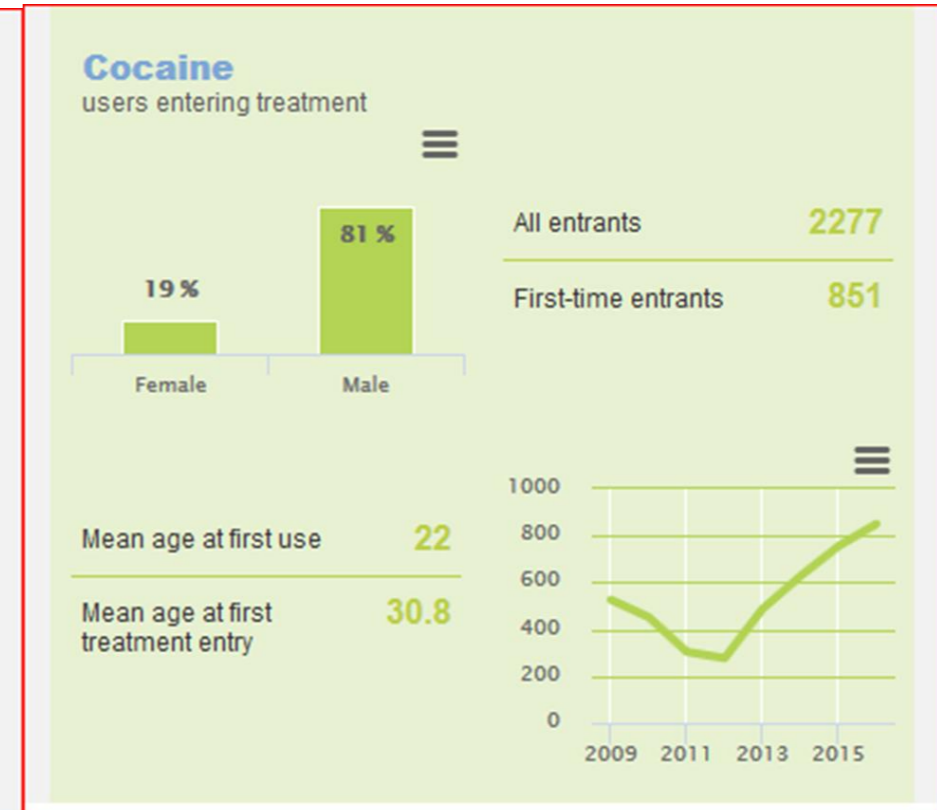 Cocaine
users entering treatment
81 %
19 %
Female Male
All entrants 2277
First-time entrants 851
Mean age at first use 22
Mean age at first 30.8
treatment entry
1000
800
600
400
200
0
2009 2011 2013 2015